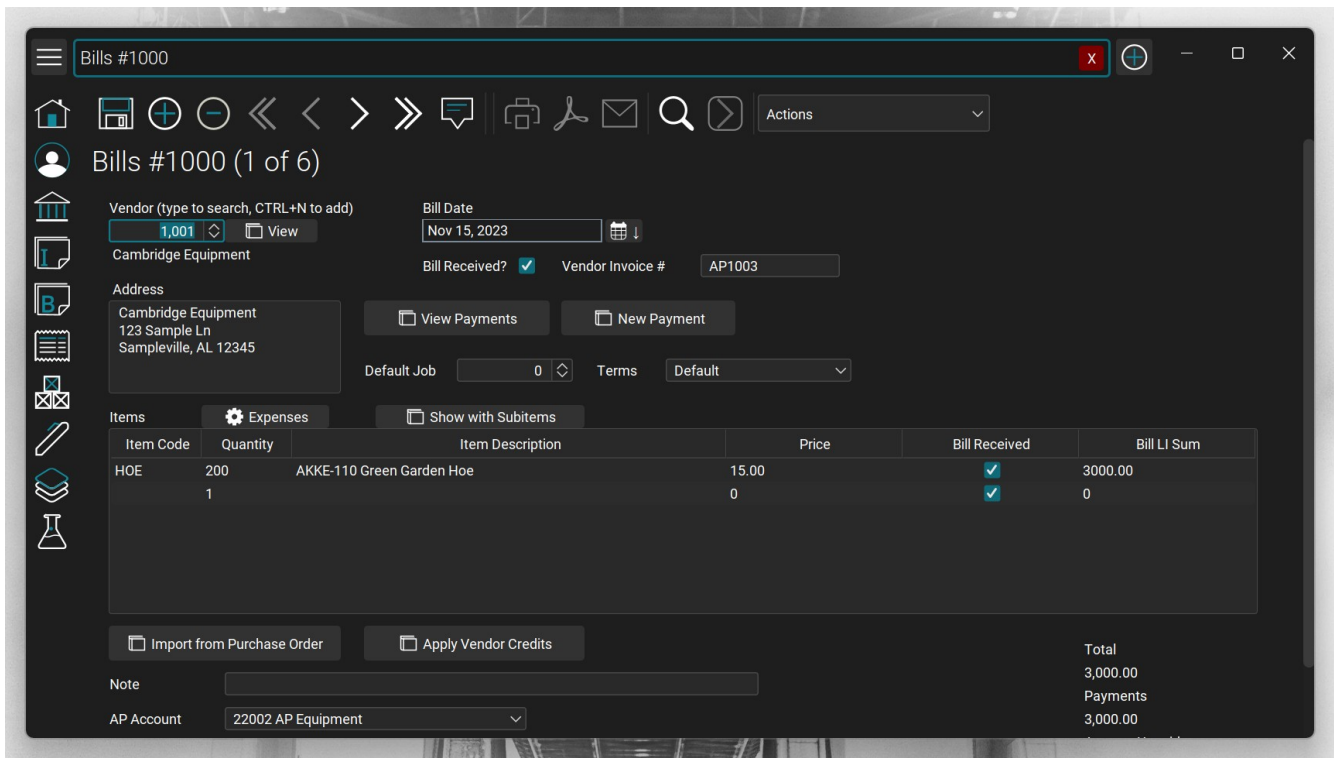 Bills #1000
X
Actions
Bills #1000 (1 of 6)
Vendor (type to search, CTRL+N to add)
Bill Date
1,001
View
Nov 15, 2023
Cambridge Equipment
Bill Received?
Vendor Invoice #
AP1003
Address
Cambridge Equipment
123 Sample Ln
Sampleville, AL 12345
View Payments
New Payment
Default Job
0
Terms
Default
Items
Expenses
Show with Subitems
Item Code Quantity Item Description Price Bill Received Bill LI Sum
HOE 200 AKKE-110 Green Garden Hoe 15.00 3000.00
1 0 0
Import from Purchase Order
Apply Vendor Credits
Total
3,000.00
Note
Payments
AP Account
22002 AP Equipment
3,000.00
I
B